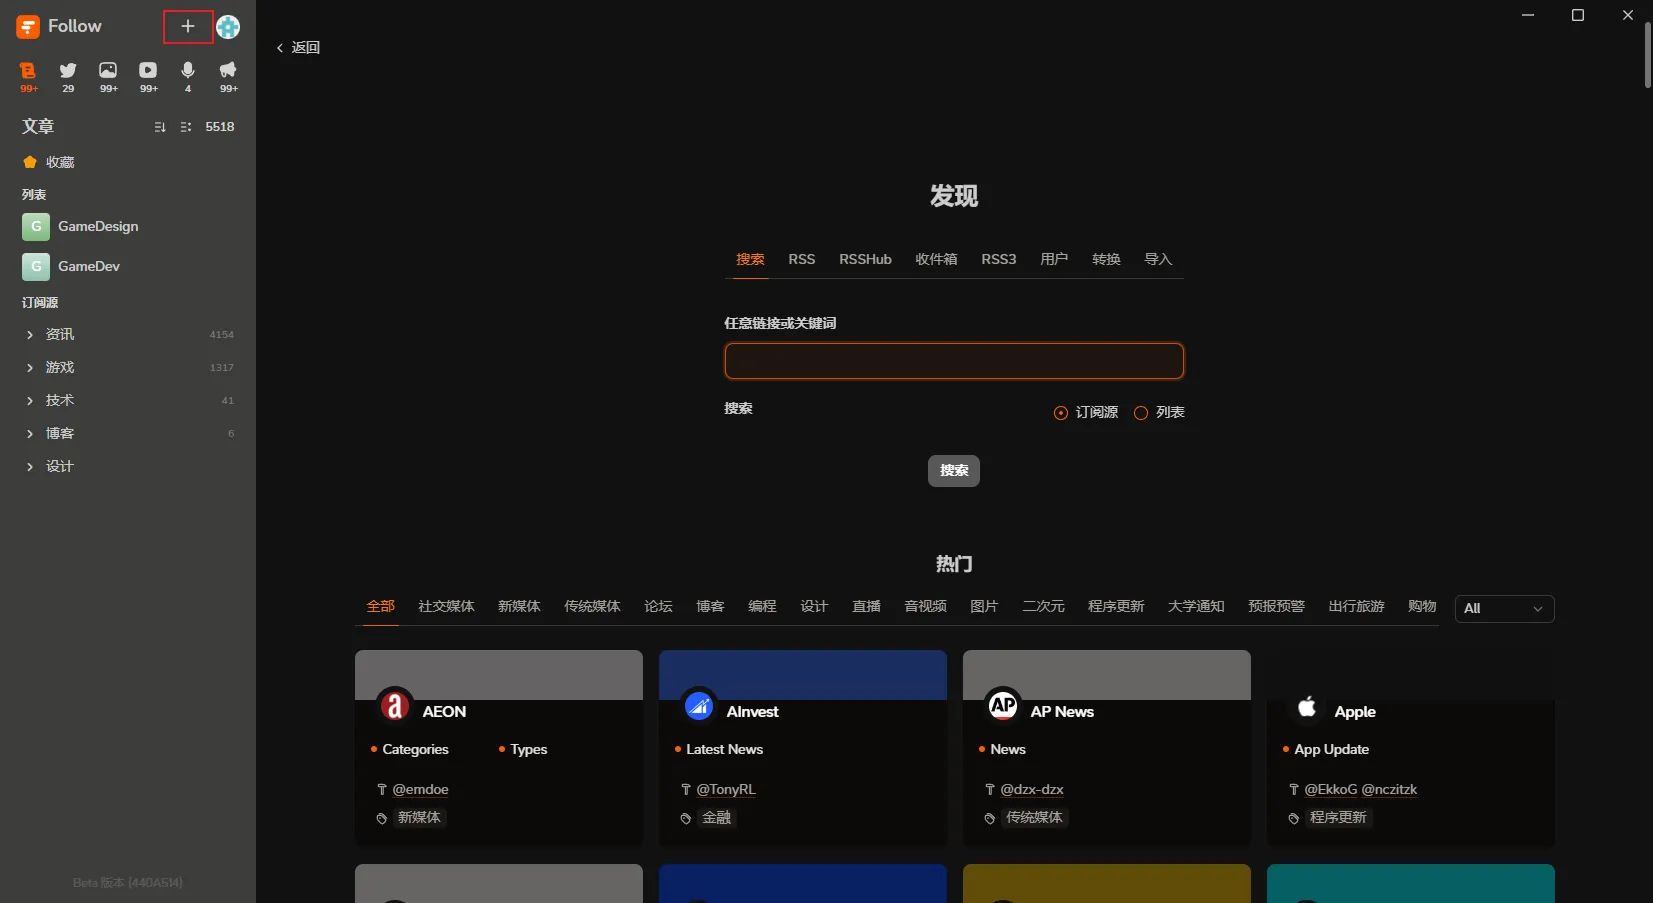 Follow
99+ 29 99+ 99+ 4 99+
文章 5518
收藏
列表
G GameDesign
G GameDev
订阅源
资讯 4154
游戏 1317
技术 41
博客 6
设计
Beta 版本 (440A514)
返回
发现
搜索 RSS RSSHub 收件箱 RSS3 用户 转换 导入
任意链接或关键词
搜索 订阅源 列表
搜索
热门
全部 社交媒体 新媒体 传统媒体 论坛 博客 编程 设计 直播 音视频 图片 二次元 程序更新 大学通知 预报预警 出行旅游 购物 All
a AEON
Categories Types
@emdoe
新媒体
AInvest
Latest News
@TonyRL
金融
AP AP News
News
@dzx-dzx
传统媒体
Apple
App Update
@EkkoG @nczitzk
程序更新